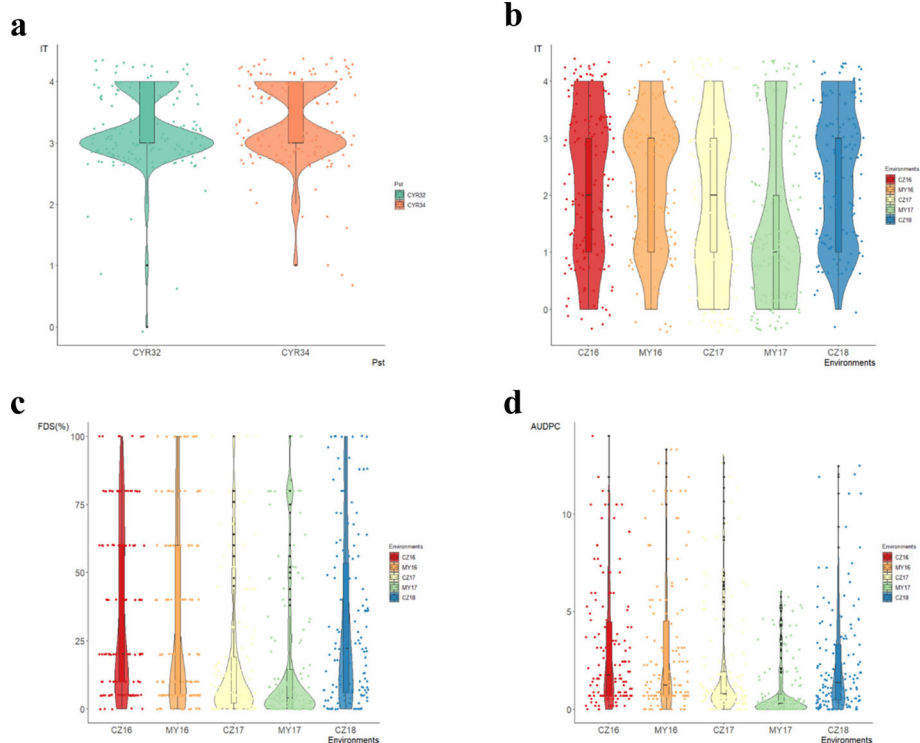 a
IT
4
3
2
1
0
CYR32 CYR34
Pst
Pst
CYR32
CYR34
b
IT
4
3
2
1
0
CZ16 MY16 CZ17 MY17 CZ18
Environments
Environments
CZ16
MY16
CZ17
MY17
CZ18
c
FDS(%)
100
75
50
25
0
CZ16 MY16 CZ17 MY17 CZ18
Environments
Environments
CZ16
MY16
CZ17
MY17
CZ18
d
AUDPC
10
5
0
CZ16 MY16 CZ17 MY17 CZ18
Environments
Environments
CZ16
MY16
CZ17
MY17
CZ18